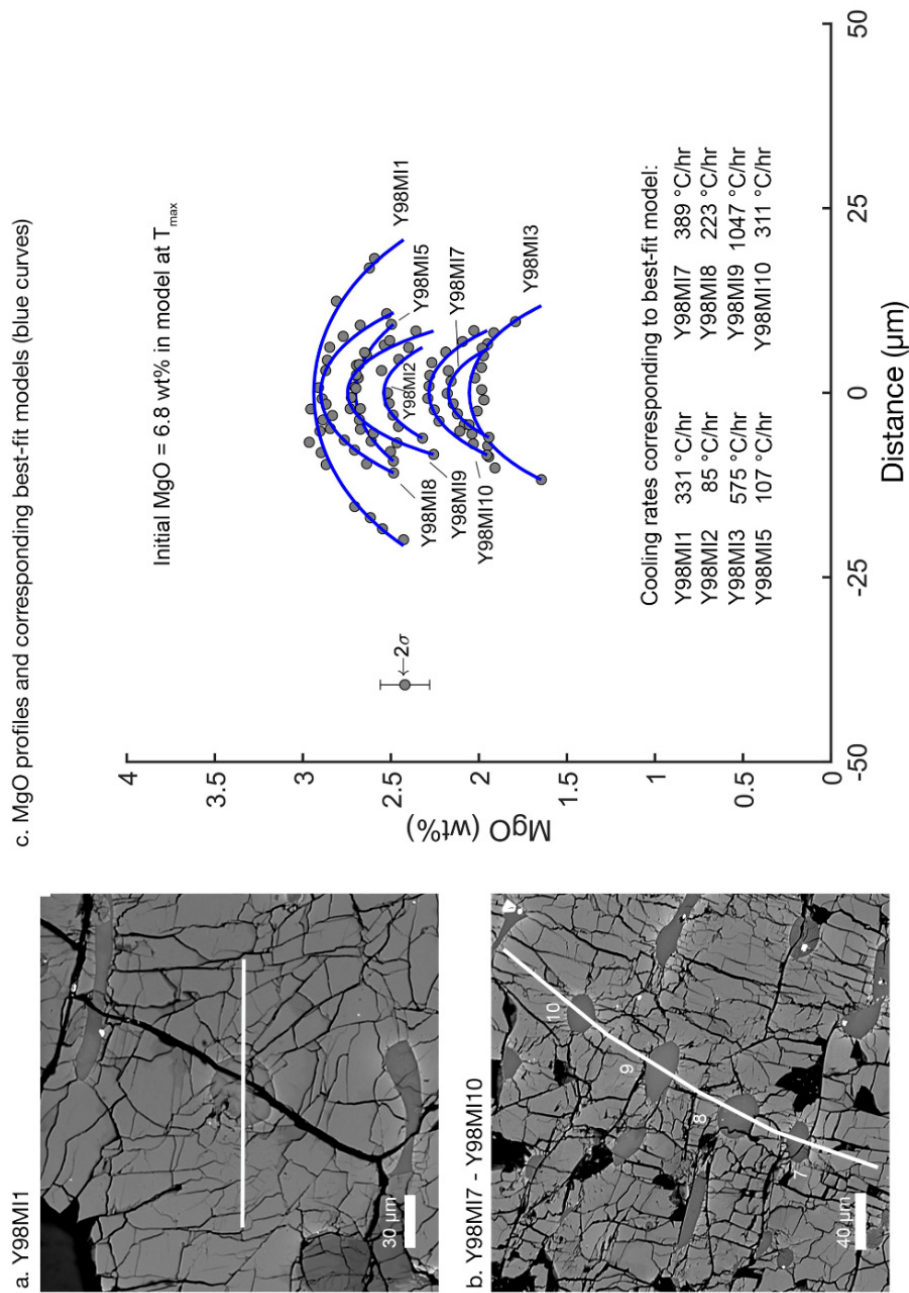 a. Y98MI1
30 µm
b. Y98MI7 - Y98MI10
10
9
8
7
40 µm
c. MgO profiles and corresponding best-fit models (blue curves)
4
3.5
3
2.5
2
1.5
1
0.5
0
MgO (wt%)
Initial MgO = 6.8 wt% in model at Tmax
←2σ
Y98MI1
Y98MI5
Y98MI2
Y98MI8
Y98MI9
Y98MI7
Y98MI10
Y98MI3
Cooling rates corresponding to best-fit model:
Y98MI1 331 °C/hr Y98MI7 389 °C/hr
Y98MI2 85 °C/hr Y98MI8 223 °C/hr
Y98MI3 575 °C/hr Y98MI9 1047 °C/hr
Y98MI5 107 °C/hr Y98MI10 311 °C/hr
-50 -25 0 25 50
Distance (µm)